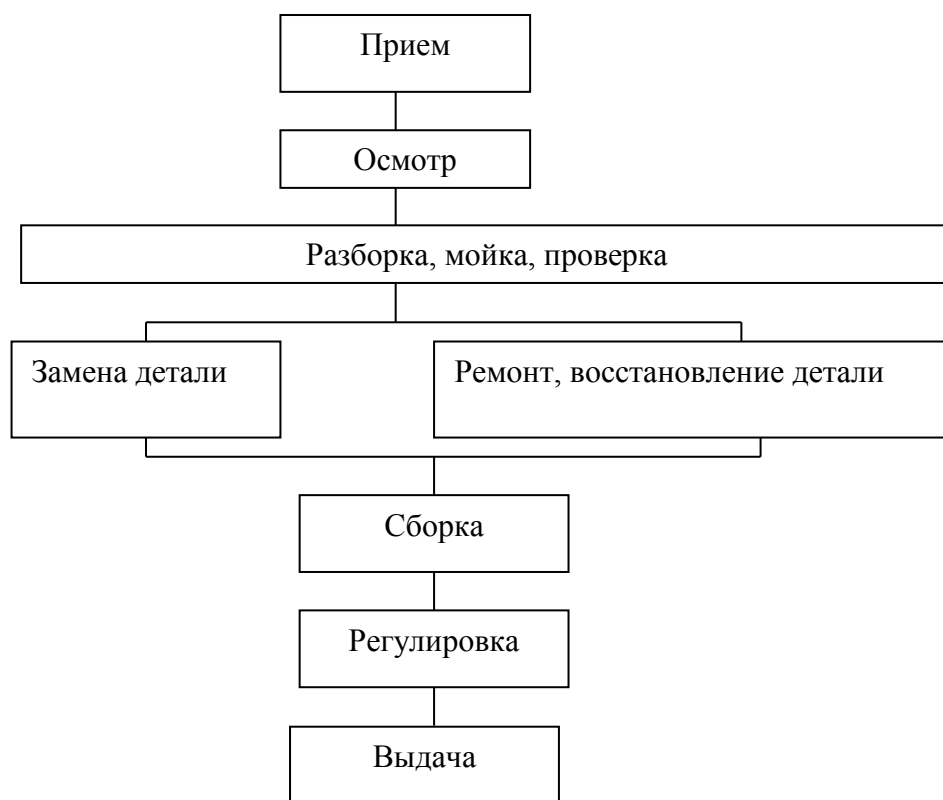 Прием
Осмотр
Разборка, мойка, проверка
Замена детали
Ремонт, восстановление детали
Сборка
Регулировка
Выдача